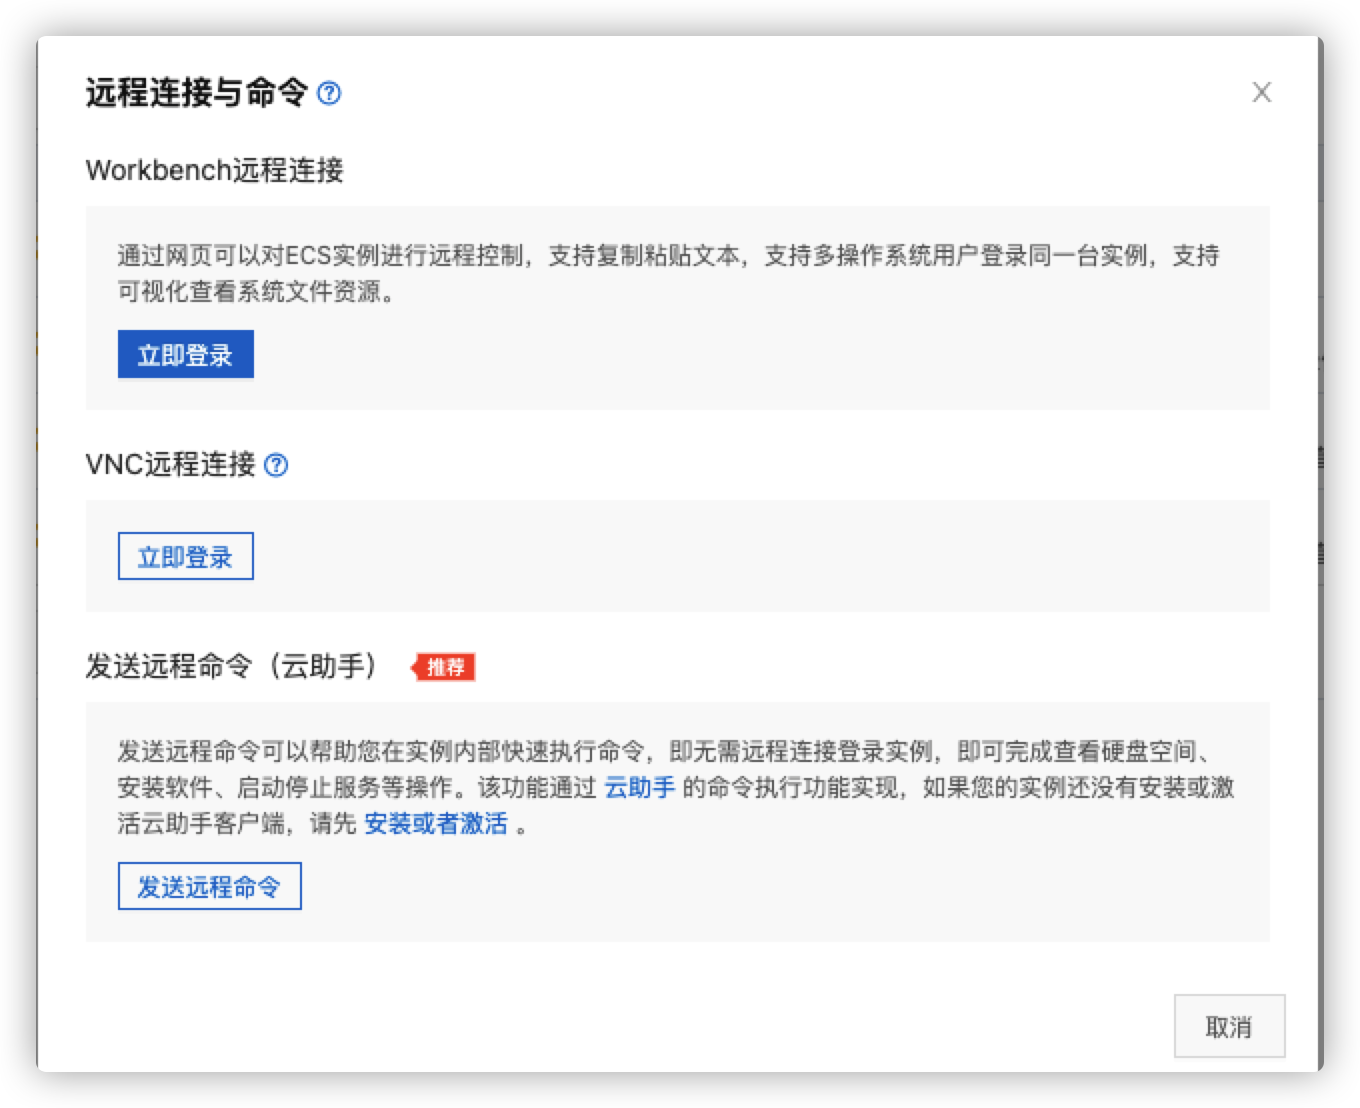 远程连接与命令
Workbench远程连接
通过网页可以对ECS实例进行远程控制，支持复制粘贴文本，支持多操作系统用户登录同一台实例，支持
可视化查看系统文件资源。
立即登录
VNC远程连接
立即登录
发送远程命令（云助手） 推荐
发送远程命令可以帮助您在实例内部快速执行命令，即无需远程连接登录实例，即可完成查看硬盘空间、
安装软件、启动停止服务等操作。该功能通过 云助手 的命令执行功能实现，如果您的实例还没有安装或激
活云助手客户端，请先 安装或者激活 。
发送远程命令
取消